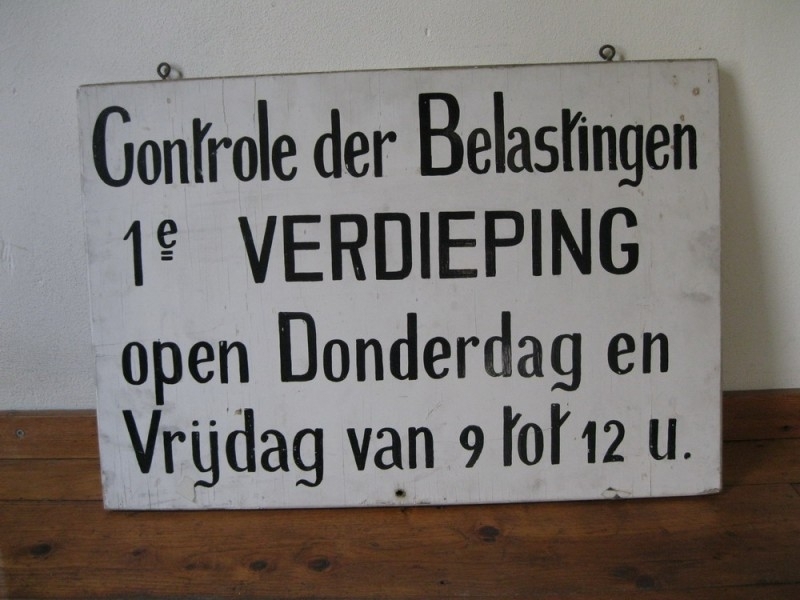 Controle der Belastingen
1e VERDIEPING
open Donderdag en
Vrijdag van 9 tot 12 u.